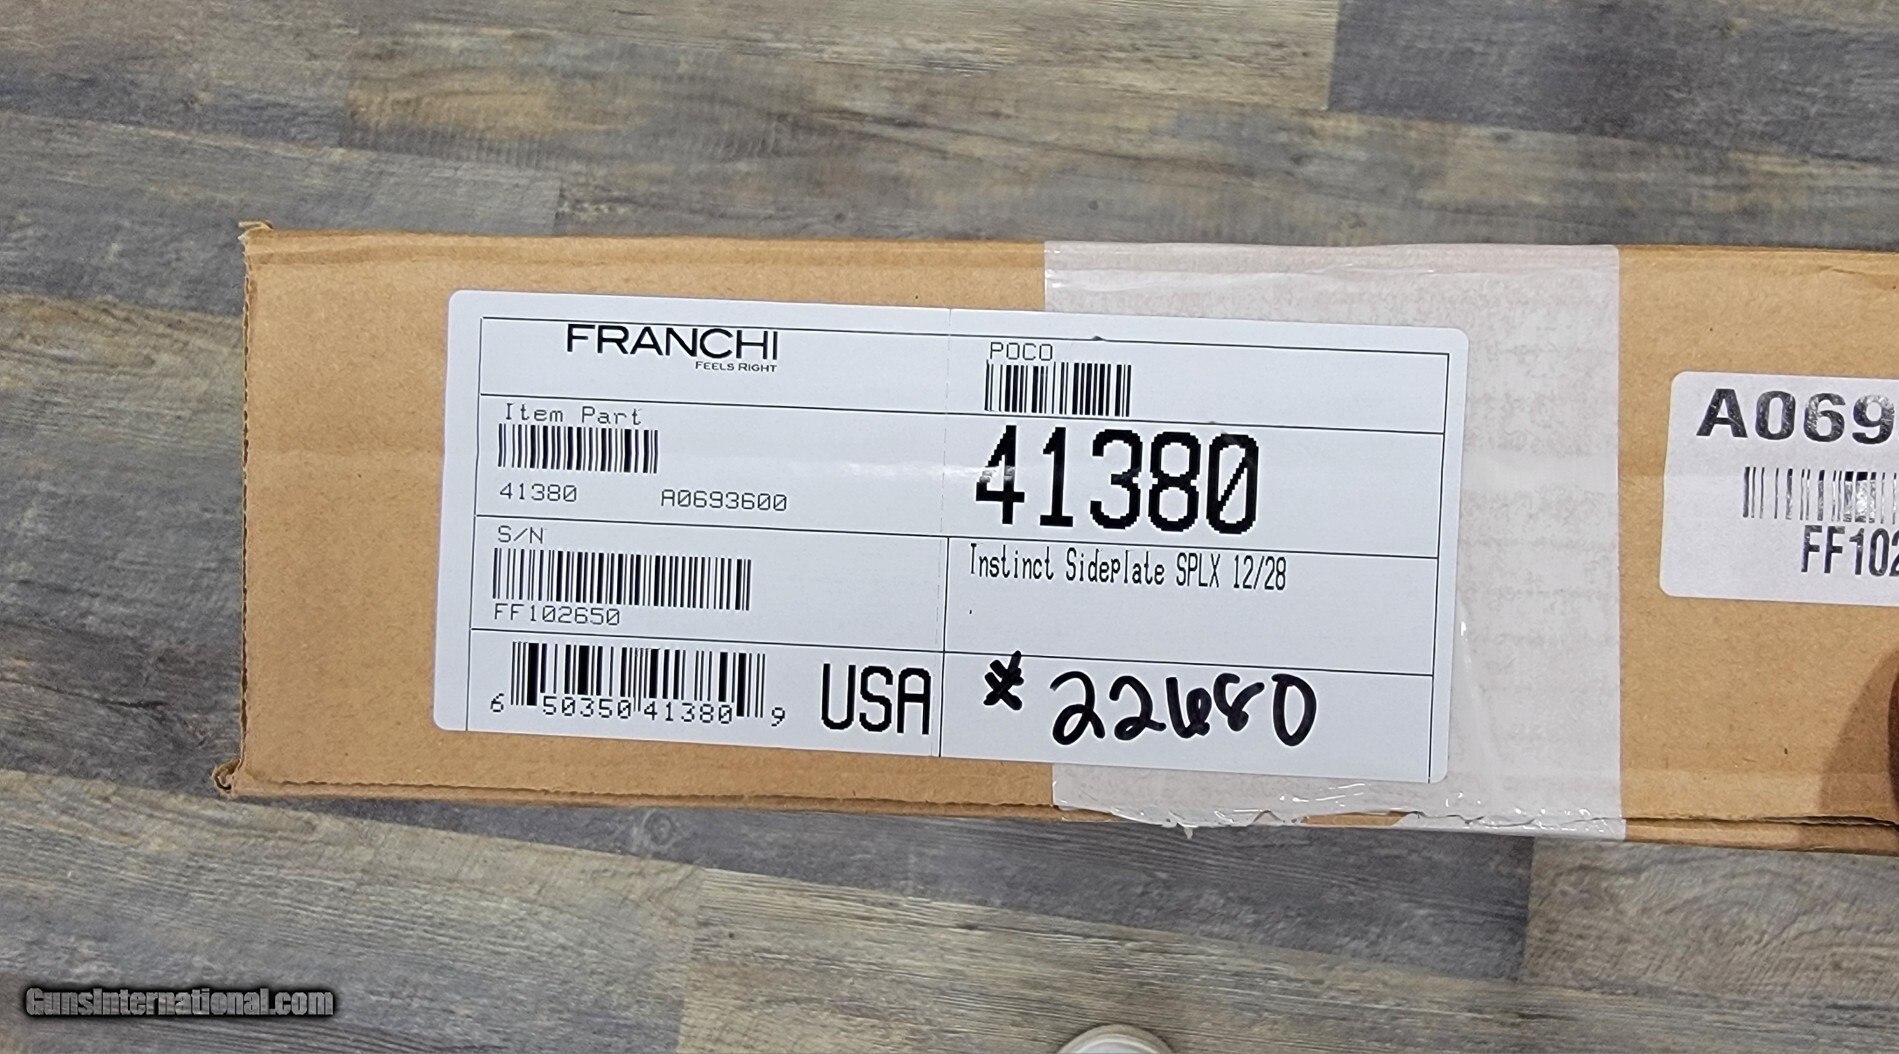 FRANCHI
FEELS RIGHT
POCO
Item Part
41380 A0693600
41380
S/N
FF102650
Instinct Sideplate SPLX 12/28
6 50350 41380 9
USA
* 22680
A069
FF102
GunsInternational.com